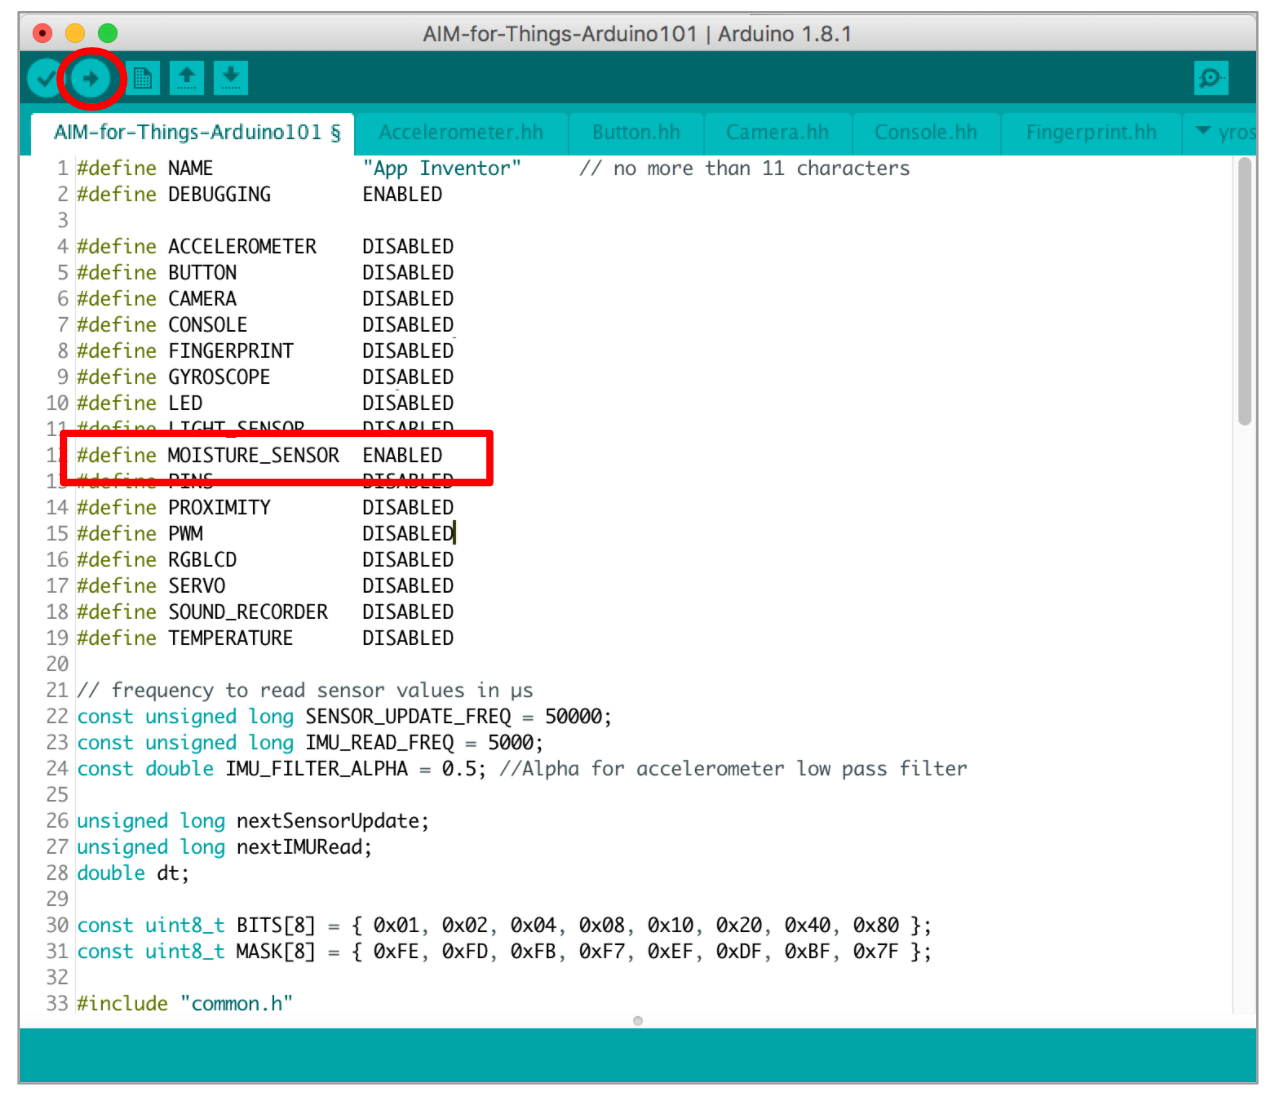 AIM-for-Things-Arduino101 | Arduino 1.8.1
AIM-for-Things-Arduino101 § Accelerometer.hh Button.hh Camera.hh Console.hh Fingerprint.hh yros
1 #define NAME "App Inventor" // no more than 11 characters
2 #define DEBUGGING ENABLED
3
4 #define ACCELEROMETER DISABLED
5 #define BUTTON DISABLED
6 #define CAMERA DISABLED
7 #define CONSOLE DISABLED
8 #define FINGERPRINT DISABLED
9 #define GYROSCOPE DISABLED
10 #define LED DISABLED
11 #define LIGHT_SENSOR DISABLED
12 #define MOISTURE_SENSOR ENABLED
13 #define PINS DISABLED
14 #define PROXIMITY DISABLED
15 #define PWM DISABLED
16 #define RGBLCD DISABLED
17 #define SERVO DISABLED
18 #define SOUND_RECORDER DISABLED
19 #define TEMPERATURE DISABLED
20
21 // frequency to read sensor values in µs
22 const unsigned long SENSOR_UPDATE_FREQ = 50000;
23 const unsigned long IMU_READ_FREQ = 5000;
24 const double IMU_FILTER_ALPHA = 0.5; //Alpha for accelerometer low pass filter
25
26 unsigned long nextSensorUpdate;
27 unsigned long nextIMURead;
28 double dt;
29
30 const uint8_t BITS[8] = { 0x01, 0x02, 0x04, 0x08, 0x10, 0x20, 0x40, 0x80 };
31 const uint8_t MASK[8] = { 0xFE, 0xFD, 0xFB, 0xF7, 0xEF, 0xDF, 0xBF, 0x7F };
32
33 #include "common.h"